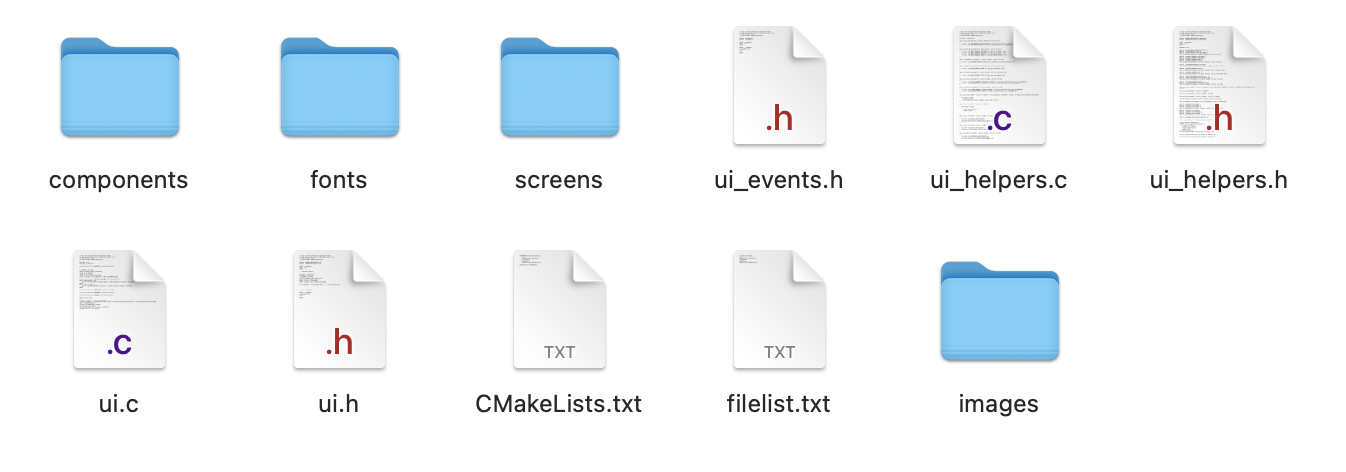 .h
.c
.h
components
fonts
screens
ui_events.h
ui_helpers.c
ui_helpers.h
.c
.h
TXT
TXT
ui.c
ui.h
CMakeLists.txt
filelist.txt
images